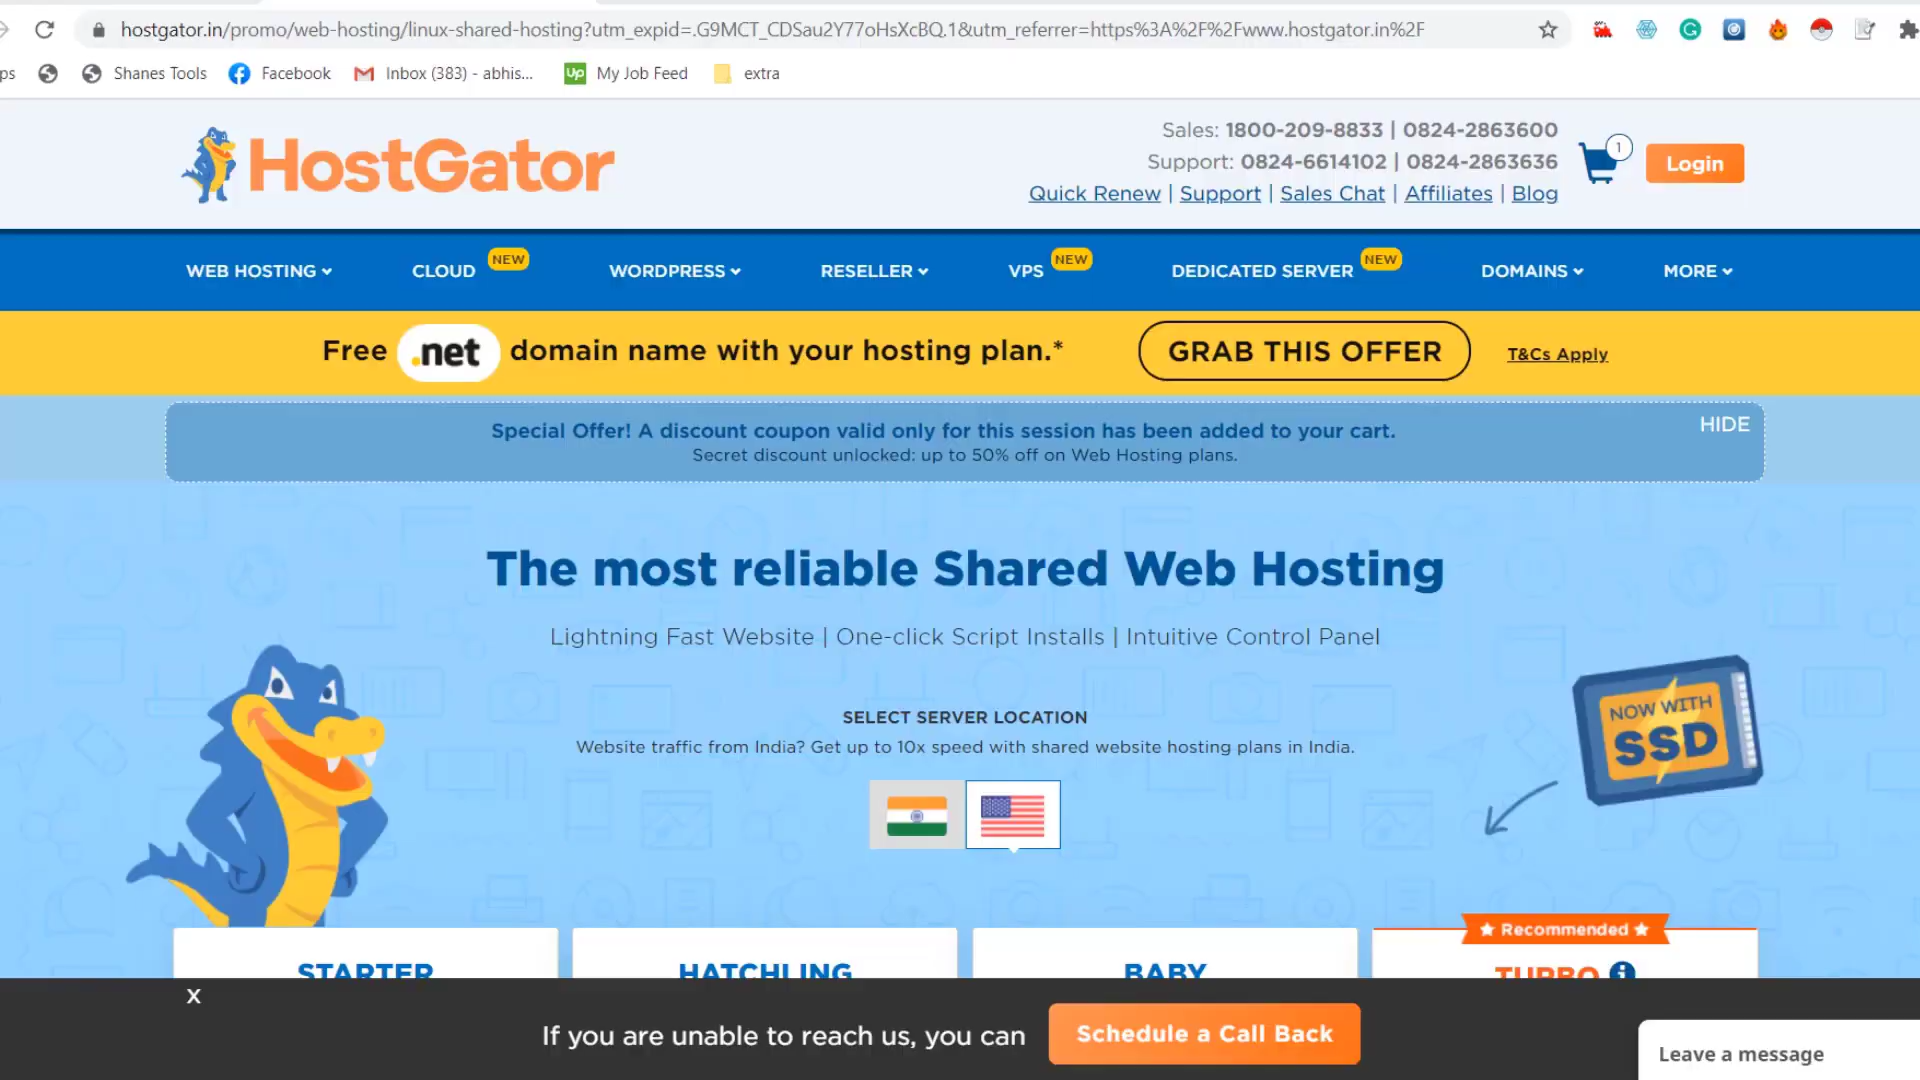 hostgator.in/promo/web-hosting/linux-shared-hosting?utm_expid=.G9MCT_CDSau2Y77oHsXcBQ.1&utm_referrer=https%3A%2F%2Fwww.hostgator.in%2F
ps Shanes Tools Facebook Inbox (383) - abhis... Up My Job Feed extra
HostGator
Sales: 1800-209-8833 | 0824-2863600
Support: 0824-6614102 | 0824-2863636
Quick Renew | Support | Sales Chat | Affiliates | Blog
1
Login
WEB HOSTING CLOUD NEW WORDPRESS RESELLER VPS NEW DEDICATED SERVER NEW DOMAINS MORE
Free .net domain name with your hosting plan.* GRAB THIS OFFER T&Cs Apply
Special Offer! A discount coupon valid only for this session has been added to your cart. HIDE
Secret discount unlocked: up to 50% off on Web Hosting plans.
The most reliable Shared Web Hosting
Lightning Fast Website | One-click Script Installs | Intuitive Control Panel
SELECT SERVER LOCATION
Website traffic from India? Get up to 10x speed with shared website hosting plans in India.
NOW WITH
SSD
Recommended
STARTER HATCHLING BABY TURBO i
x
If you are unable to reach us, you can Schedule a Call Back
Leave a message